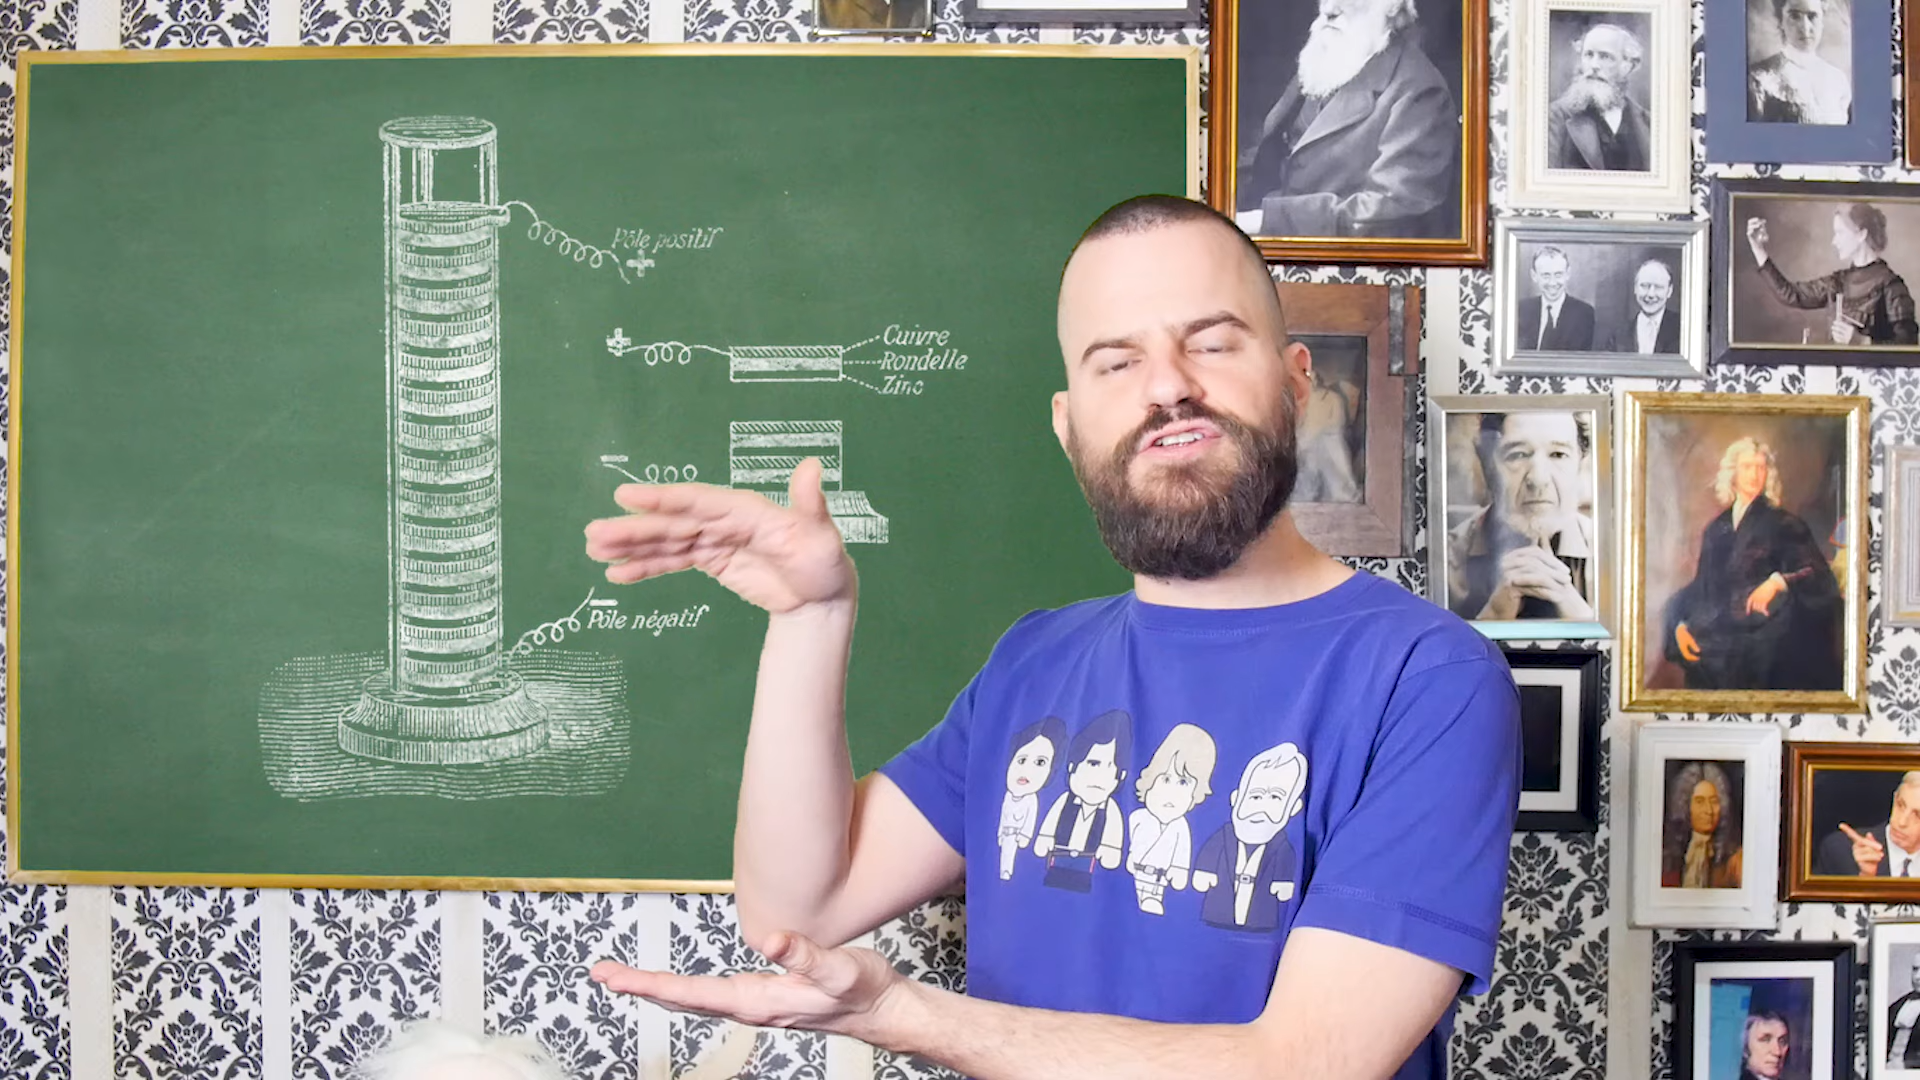 Pôle positif
+
+
Cuivre
Rondelle
Zinc
−
−
Pôle négatif